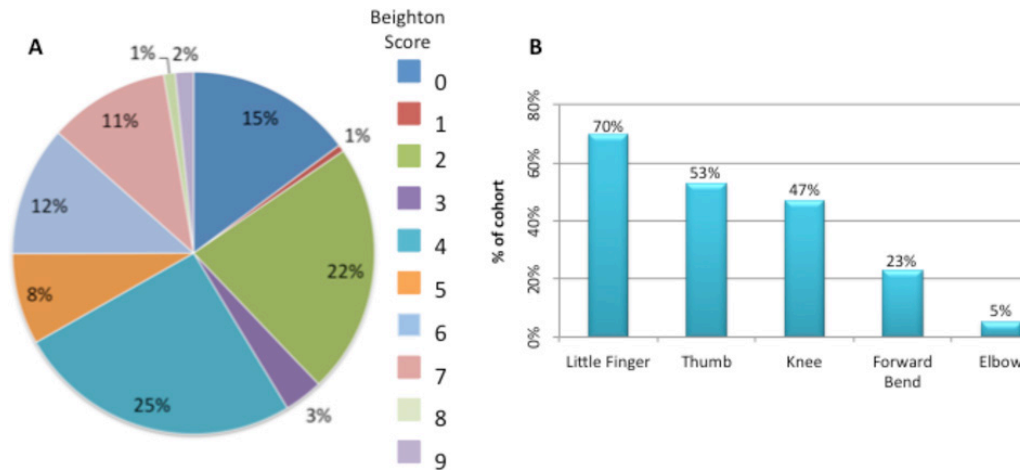 A
Beighton
Score
0
1
2
3
4
5
6
7
8
9
15%
1%
22%
3%
25%
8%
12%
11%
1%
2%
B
% of cohort
80%
60%
40%
20%
0%
70%
53%
47%
23%
5%
Little Finger
Thumb
Knee
Forward
Bend
Elbow